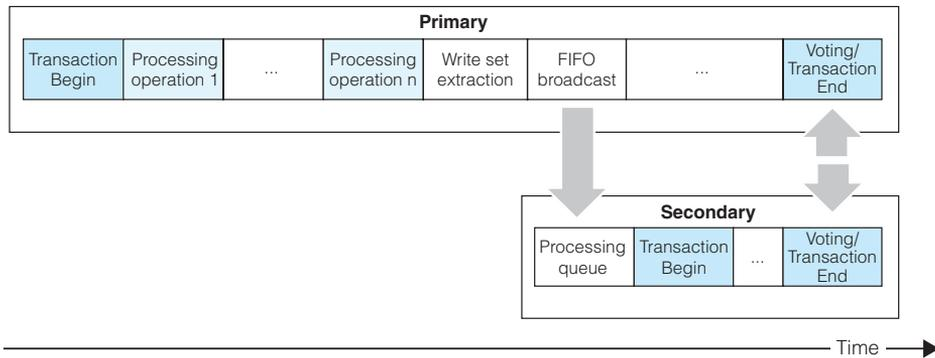 Primary
Transaction
Begin
Processing
operation 1
...
Processing
operation n
Write set
extraction
FIFO
broadcast
...
Voting/
Transaction
End
Secondary
Processing
queue
Transaction
Begin
...
Voting/
Transaction
End
Time